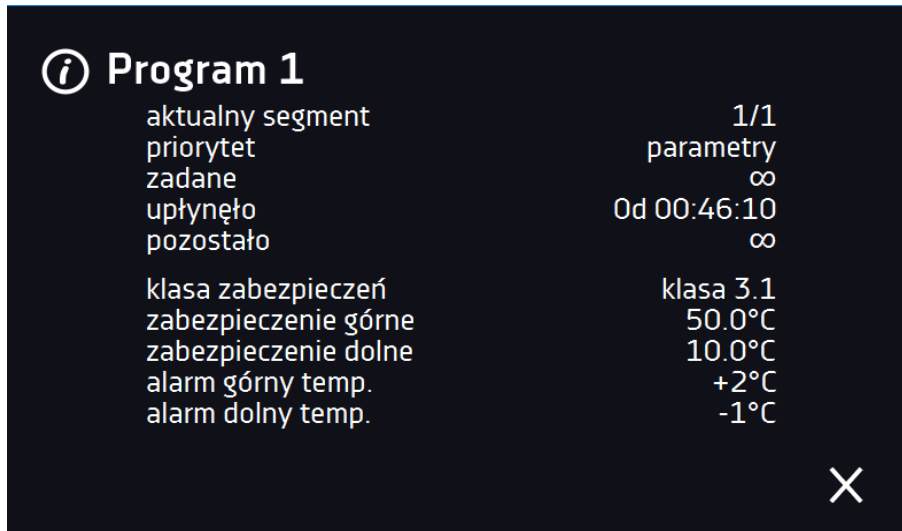 Program 1
aktualny segment 1/1
priorytet parametry
zadane ∞
upłynęło 0d 00:46:10
pozostało ∞
klasa zabezpieczeń klasa 3.1
zabezpieczenie górne 50.0°C
zabezpieczenie dolne 10.0°C
alarm górny temp. +2°C
alarm dolny temp. -1°C